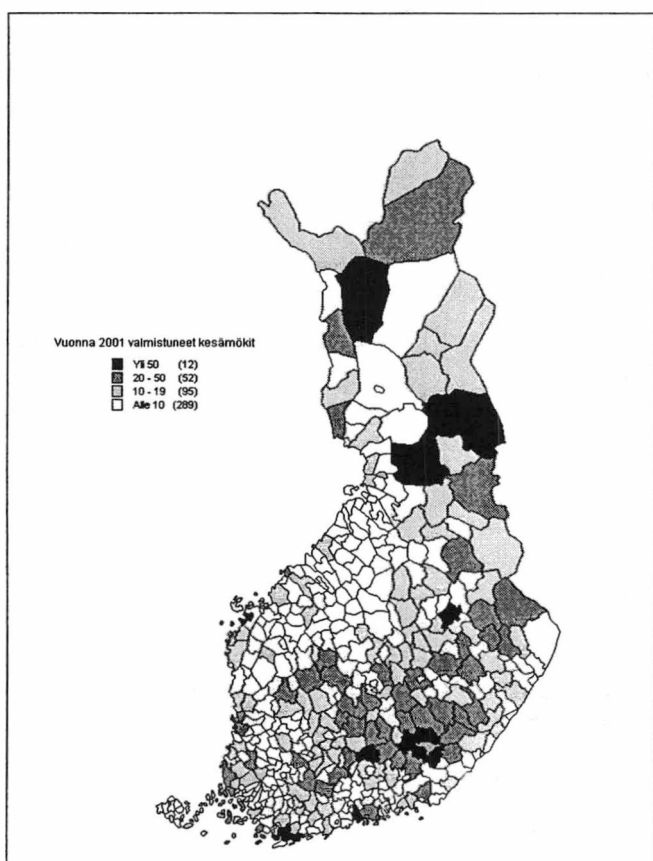 Vuonna 2001 valmistuneet kesämökit
Yli 50 (12)
20 - 50 (52)
10 - 19 (95)
Alle 10 (289)